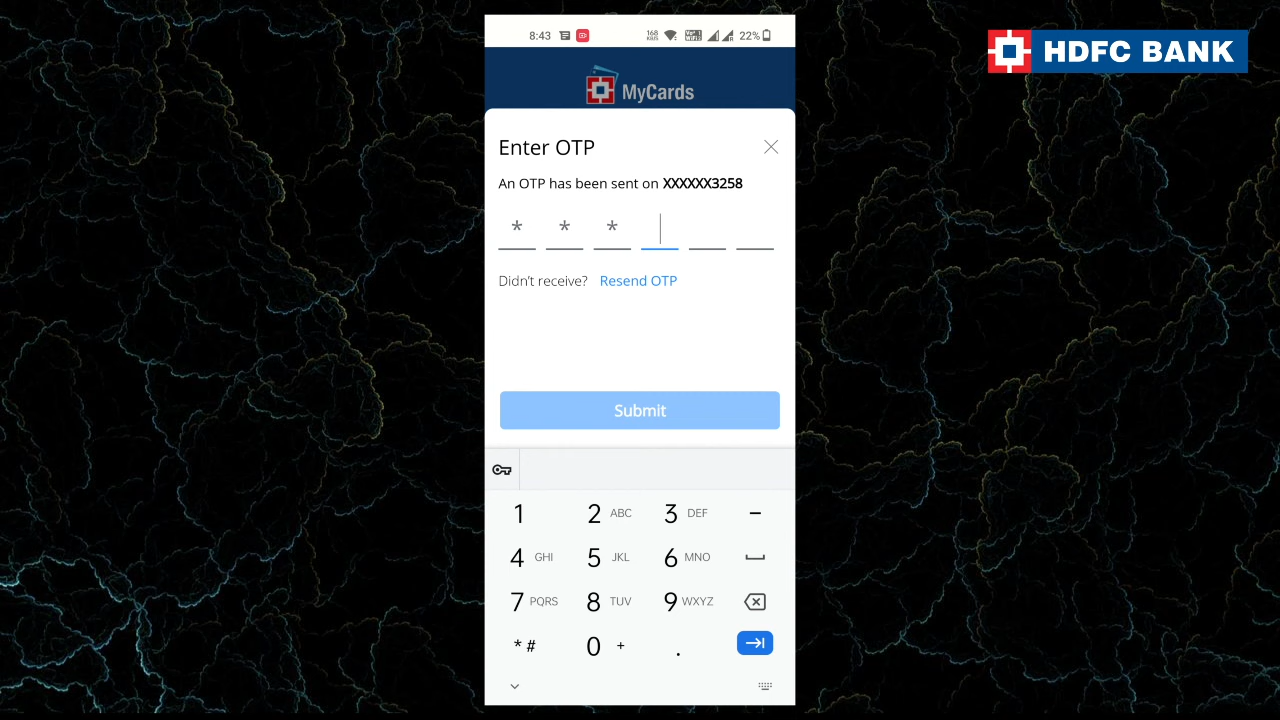 8:43 168 KB/S 22%
HDFC BANK
MyCards
Enter OTP
An OTP has been sent on XXXXXX3258
* * *
Didn't receive? Resend OTP
Submit
1 2 ABC 3 DEF –
4 GHI 5 JKL 6 MNO
7 PQRS 8 TUV 9 WXYZ
* # 0 + .